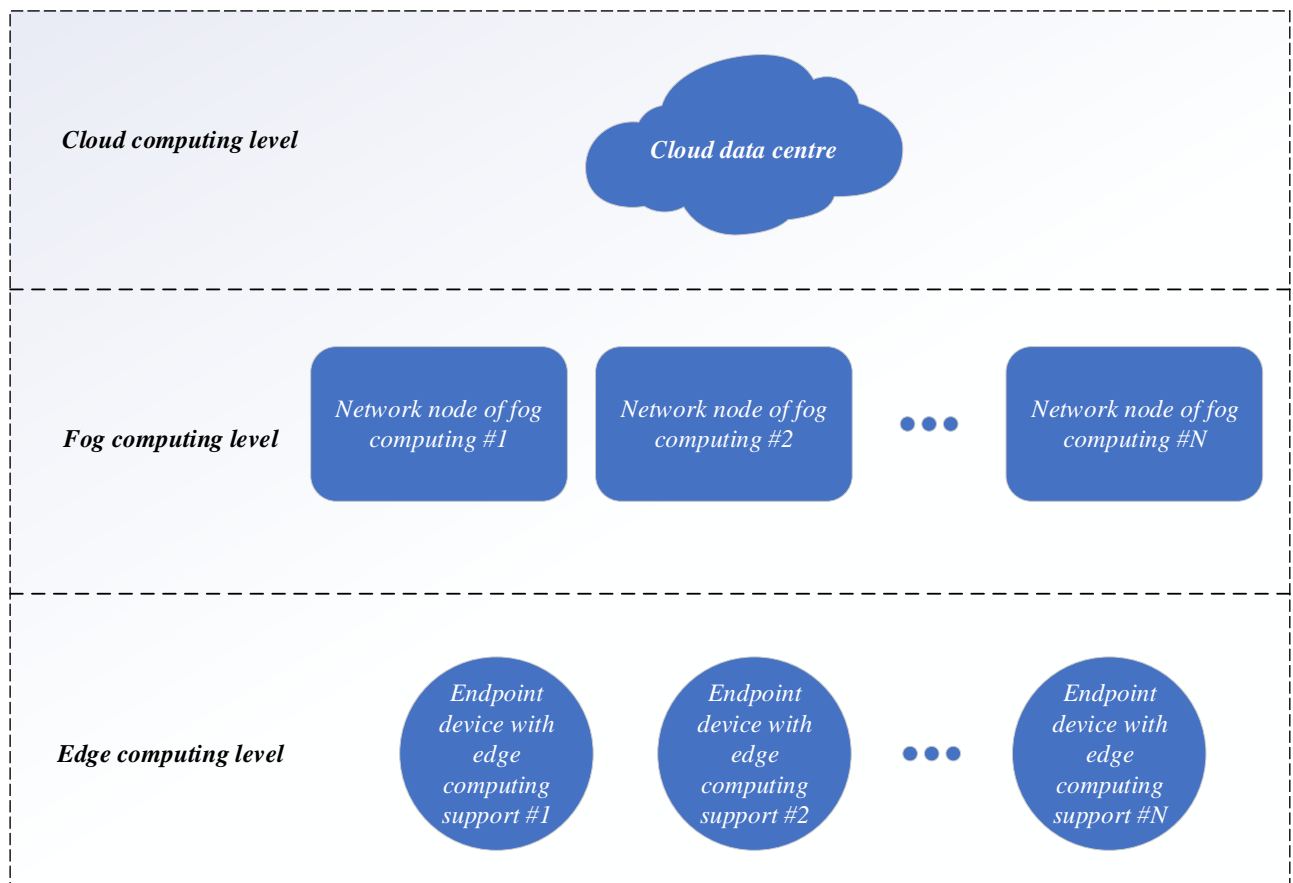 Cloud computing level
Cloud data centre
Fog computing level
Network node of fog
computing #1
Network node of fog
computing #2
Network node of fog
computing #N
Edge computing level
Endpoint
device with
edge
computing
support #1
Endpoint
device with
edge
computing
support #2
Endpoint
device with
edge
computing
support #N